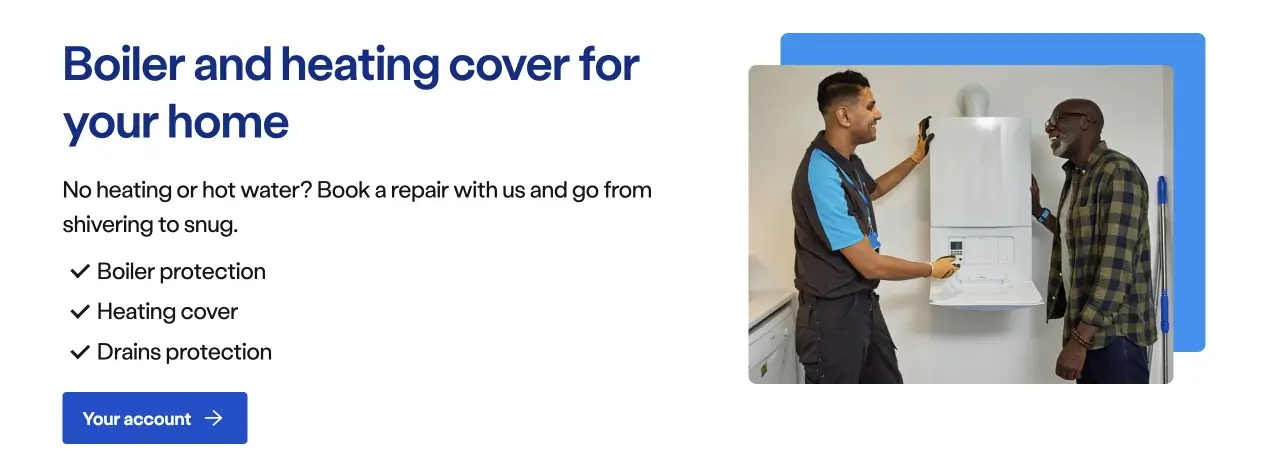 Boiler and heating cover for
your home
No heating or hot water? Book a repair with us and go from
shivering to snug.
Boiler protection
Heating cover
Drains protection
Your account